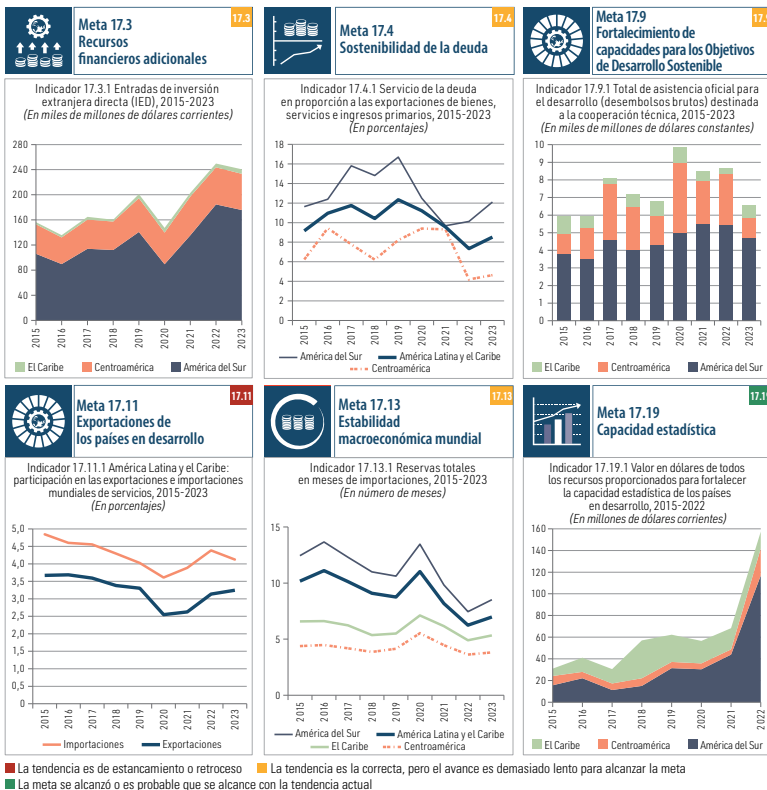 17.3
Meta 17.3
Recursos
financieros adicionales
Indicador 17.3.1 Entradas de inversión
extranjera directa (IED), 2015-2023
(En miles de millones de dólares corrientes)
280
240
200
160
120
80
40
0
2015 2016 2017 2018 2019 2020 2021 2022 2023
El Caribe Centroamérica América del Sur
17.4
Meta 17.4
Sostenibilidad de la deuda
Indicador 17.4.1 Servicio de la deuda
en proporción a las exportaciones de bienes,
servicios e ingresos primarios, 2015-2023
(En porcentajes)
18
16
14
12
10
8
6
4
2
0
2015 2016 2017 2018 2019 2020 2021 2022 2023
América del Sur América Latina y el Caribe
Centroamérica
Meta 17.9
Fortalecimiento de
capacidades para los Objetivos
de Desarrollo Sostenible
Indicador 17.9.1 Total de asistencia oficial para
el desarrollo (desembolsos brutos) destinada
a la cooperación técnica, 2015-2023
(En miles de millones de dólares constantes)
10
9
8
7
6
5
4
3
2
1
0
2015 2016 2017 2018 2019 2020 2021 2022 2023
El Caribe Centroamérica América del Sur
17.11
Meta 17.11
Exportaciones de
los países en desarrollo
Indicador 17.11.1 América Latina y el Caribe:
participación en las exportaciones e importaciones
mundiales de servicios, 2015-2023
(En porcentajes)
5,0
4,5
4,0
3,5
3,0
2,5
2,0
1,5
1,0
0,5
0
2015 2016 2017 2018 2019 2020 2021 2022 2023
Importaciones Exportaciones
17.13
Meta 17.13
Estabilidad
macroeconómica mundial
Indicador 17.13.1 Reservas totales
en meses de importaciones, 2015-2023
(En número de meses)
15
10
5
0
2015 2016 2017 2018 2019 2020 2021 2022 2023
América del Sur América Latina y el Caribe
El Caribe Centroamérica
Meta 17.19
Capacidad estadística
Indicador 17.19.1 Valor en dólares de todos
los recursos proporcionados para fortalecer
la capacidad estadística de los países
en desarrollo, 2015-2022
(En millones de dólares corrientes)
160
140
120
100
80
60
40
20
0
2015 2016 2017 2018 2019 2020 2021 2022
El Caribe Centroamérica América del Sur
La tendencia es de estancamiento o retroceso La tendencia es la correcta, pero el avance es demasiado lento para alcanzar la meta
La meta se alcanzó o es probable que se alcance con la tendencia actual